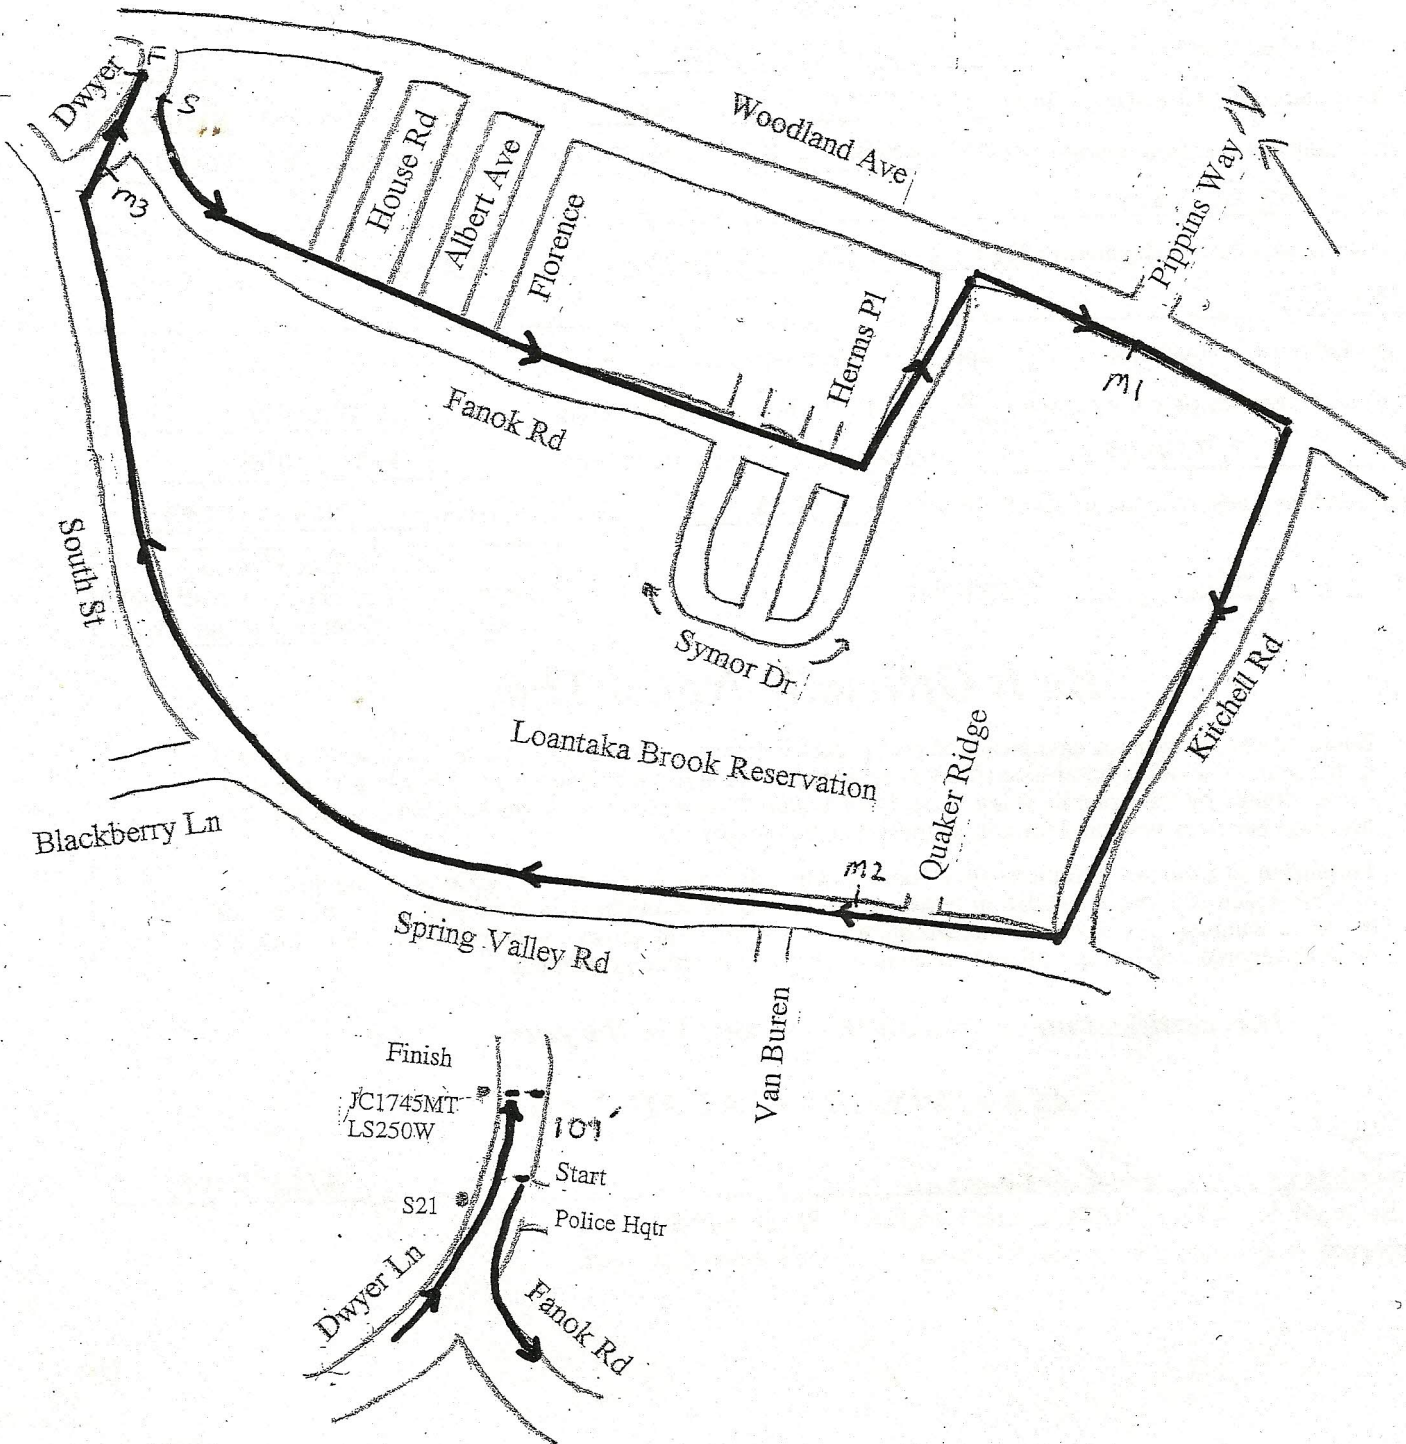 F
Dwyer
S
M3
House Rd
Albert Ave
Florence
Woodland Ave
Pippins Way
N
Herms Pl
M1
Fanok Rd
South St
Symor Dr
Kitchell Rd
Loantaka Brook Reservation
Quaker Ridge
M2
Blackberry Ln
Spring Valley Rd
Van Buren
Finish
JC1745MT
LS250W
109'
Start
S21
Police Hqtr
Dwyer Ln
Fanok Rd